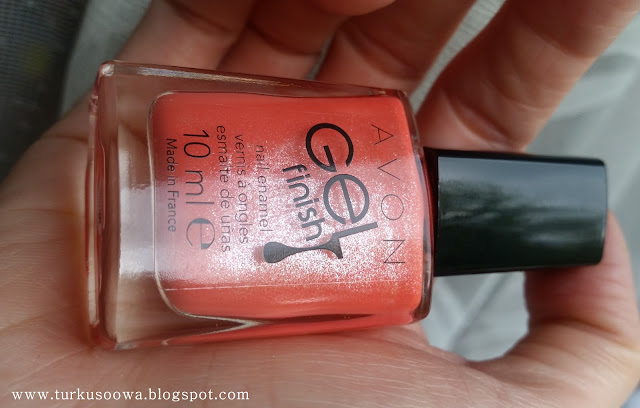 AVON
Gel
finish
nail enamel
vernis à ongles
esmalte de uñas
10 ml e
Made in France
www.turkusoowa.blogspot.com